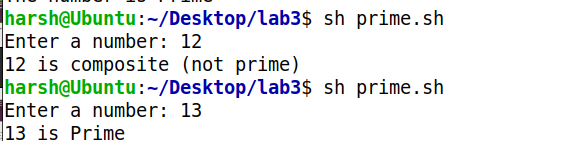 harsh@Ubuntu:~/Desktop/lab3$ sh prime.sh
Enter a number: 12
12 is composite (not prime)
harsh@Ubuntu:~/Desktop/lab3$ sh prime.sh
Enter a number: 13
13 is Prime